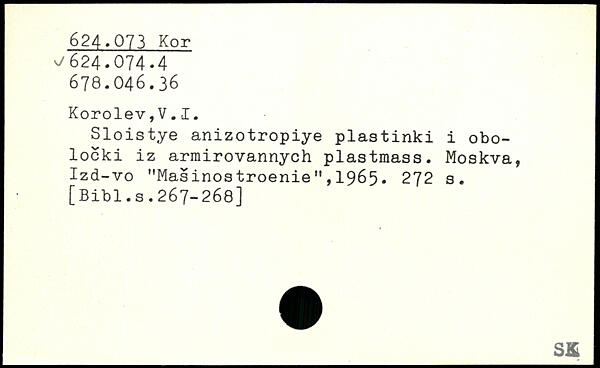 624.073 Kor
✓624.074.4
678.046.36
Korolev,V.I.
Sloistye anizotropiye plastinki i obo-
ločki iz armirovannych plastmass. Moskva,
Izd-vo "Mašinostroenie",1965. 272 s.
[Bibl.s.267-268]
SK